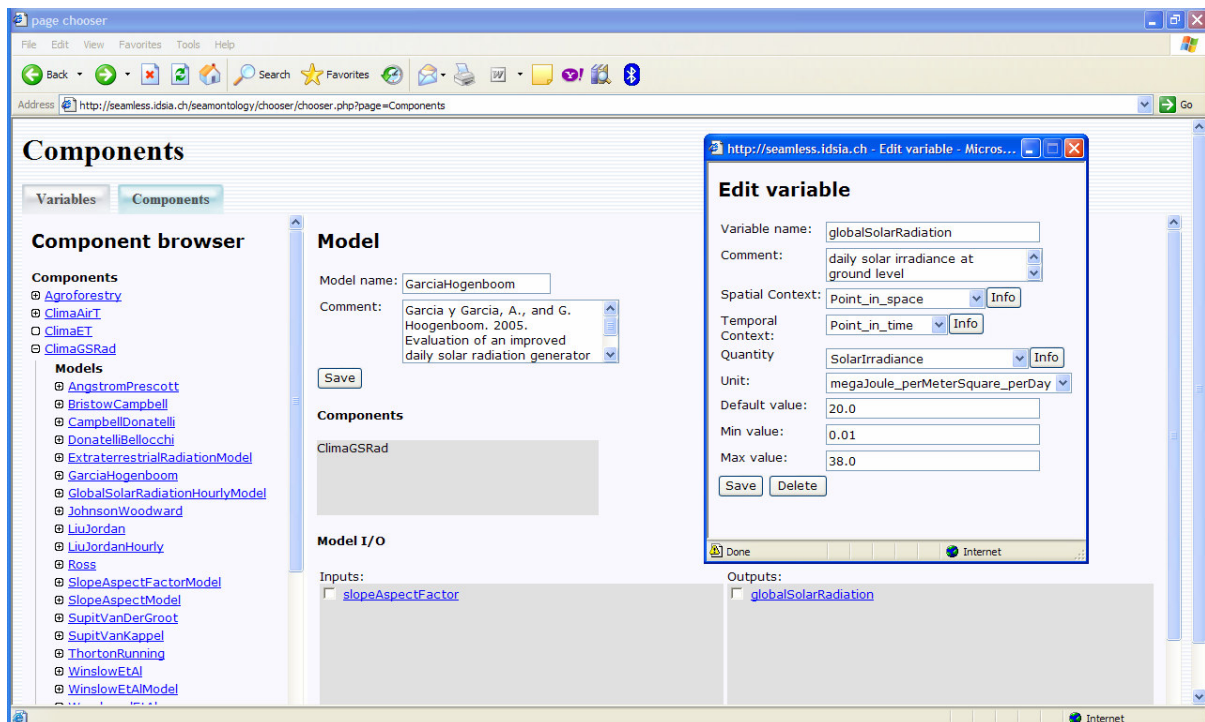 page chooser
File Edit View Favorites Tools Help
Back Search Favorites
Address http://seamless.idsia.ch/seamontology/chooser/chooser.php?page=Components Go
Components
Variables Components
Component browser
Components
Agroforestry
ClimaAirT
ClimaET
ClimaGSRad
Models
AngstromPrescott
BristowCampbell
CampbellDonatelli
DonatelliBellocchi
ExtraterrestrialRadiationModel
GarciaHogenboom
GlobalSolarRadiationHourlyModel
JohnsonWoodward
LiuJordan
LiuJordanHourly
Ross
SlopeAspectFactorModel
SlopeAspectModel
SupitVanDerGroot
SupitVanKappel
ThortonRunning
WinslowEtAl
WinslowEtAlModel
Model
Model name: GarciaHogenboom
Comment: Garcia y Garcia, A., and G.
Hoogenboom. 2005.
Evaluation of an improved
daily solar radiation generator
Save
Components
ClimaGSRad
Model I/O
Inputs:
slopeAspectFactor
Outputs:
globalSolarRadiation
http://seamless.idsia.ch - Edit variable - Micros...
Edit variable
Variable name: globalSolarRadiation
Comment: daily solar irradiance at
ground level
Spatial Context: Point_in_space Info
Temporal
Context: Point_in_time Info
Quantity SolarIrradiance Info
Unit: megaJoule_perMeterSquare_perDay
Default value: 20.0
Min value: 0.01
Max value: 38.0
Save Delete
Done Internet
Internet